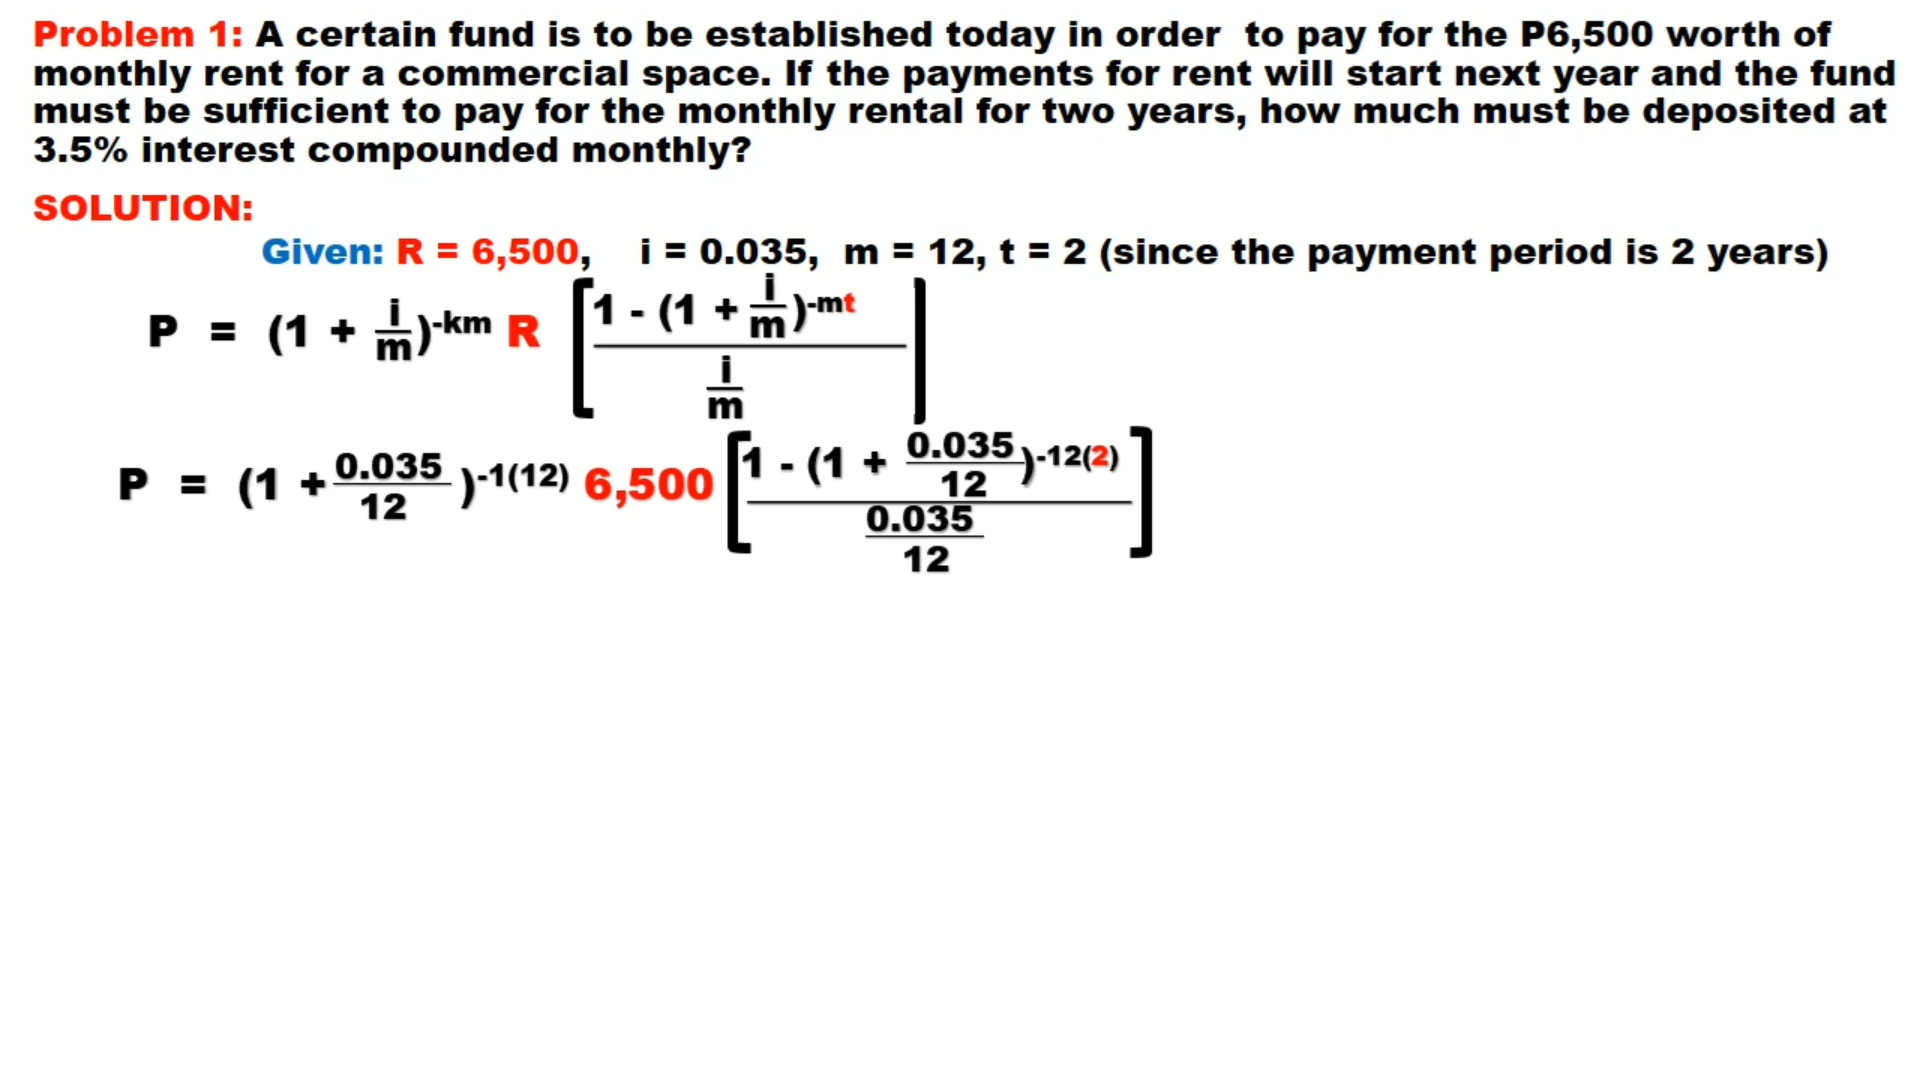 Problem 1: A certain fund is to be established today in order to pay for the P6,500 worth of
monthly rent for a commercial space. If the payments for rent will start next year and the fund
must be sufficient to pay for the monthly rental for two years, how much must be deposited at
3.5% interest compounded monthly?
SOLUTION:
Given: R = 6,500, i = 0.035, m = 12, t = 2 (since the payment period is 2 years)
P = (1 + i/m)^-km R [1 - (1 + i/m)^-mt / i/m]
P = (1 + 0.035/12)^-1(12) 6,500 [1 - (1 + 0.035/12)^-12(2) / 0.035/12]